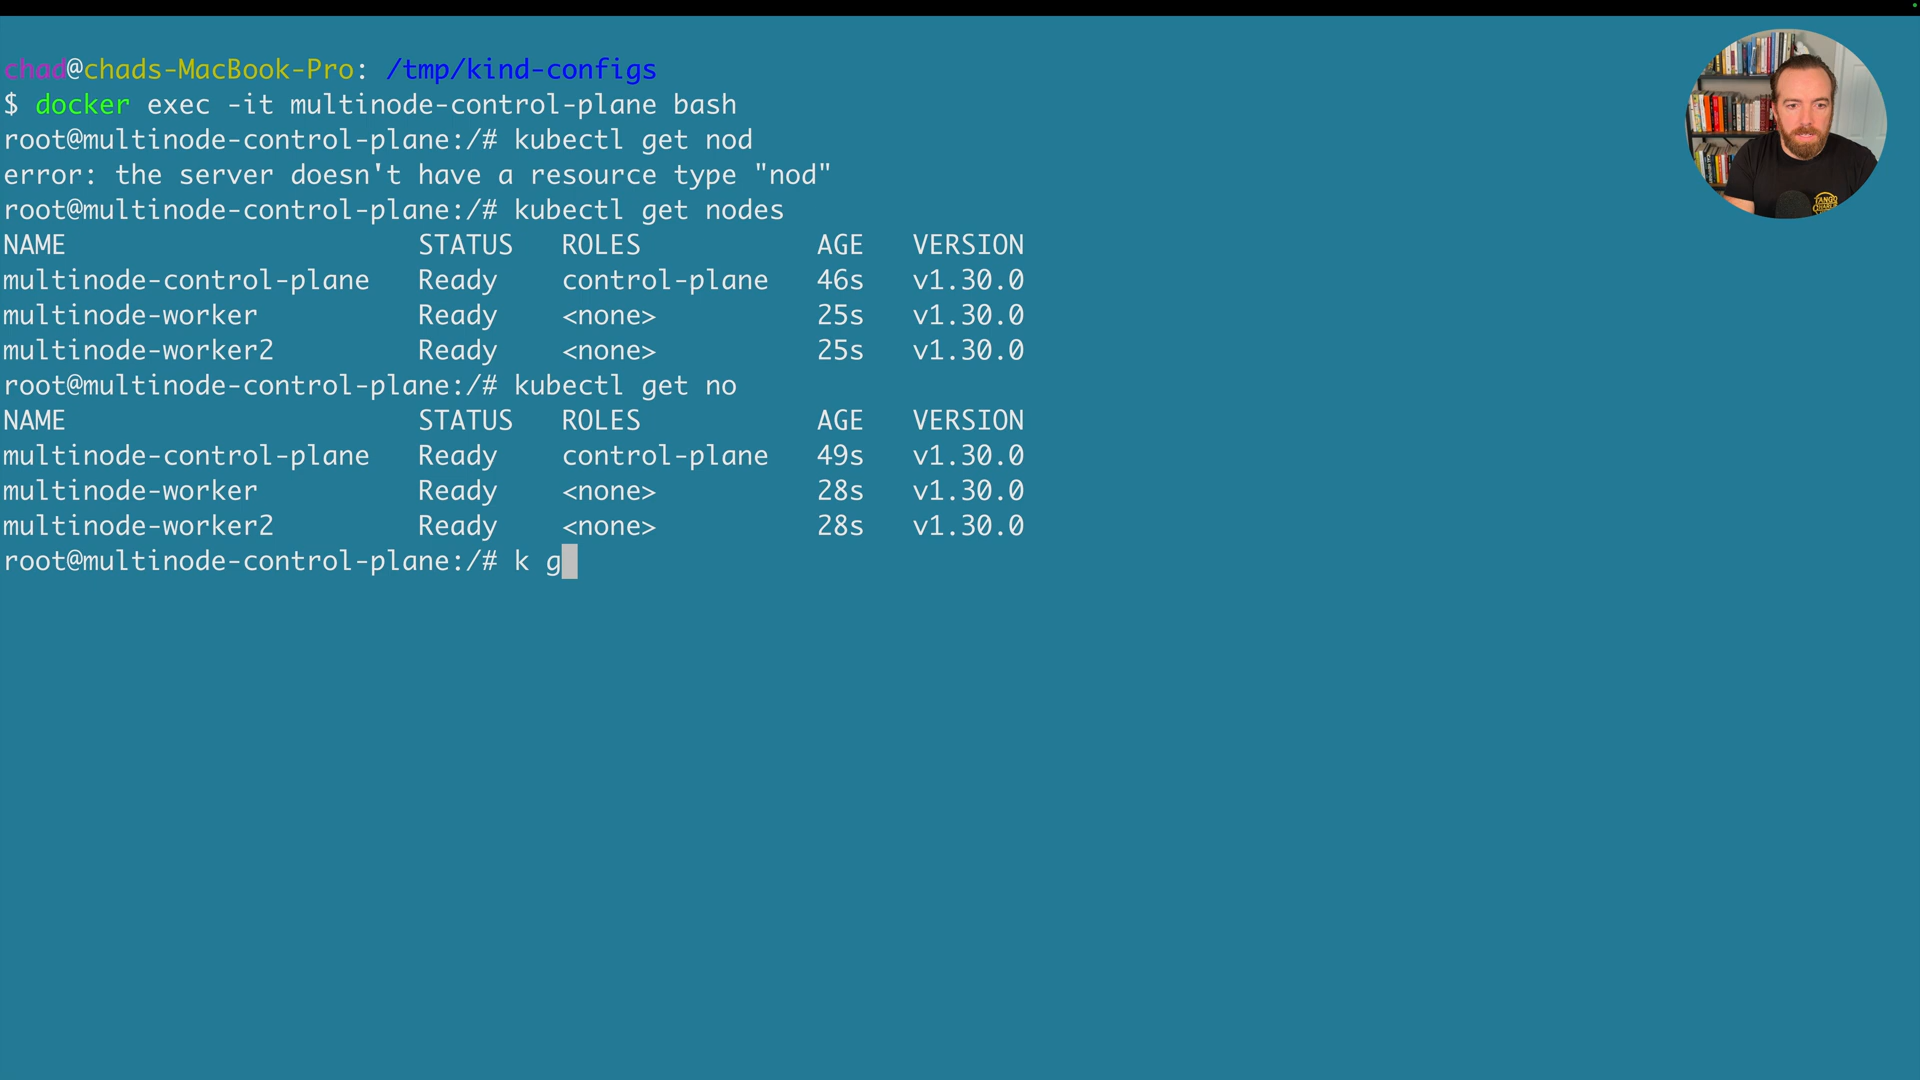 chad@chads-MacBook-Pro: /tmp/kind-configs
$ docker exec -it multinode-control-plane bash
root@multinode-control-plane:/# kubectl get nod
error: the server doesn't have a resource type "nod"
root@multinode-control-plane:/# kubectl get nodes
NAME STATUS ROLES AGE VERSION
multinode-control-plane Ready control-plane 46s v1.30.0
multinode-worker Ready <none> 25s v1.30.0
multinode-worker2 Ready <none> 25s v1.30.0
root@multinode-control-plane:/# kubectl get no
NAME STATUS ROLES AGE VERSION
multinode-control-plane Ready control-plane 49s v1.30.0
multinode-worker Ready <none> 28s v1.30.0
multinode-worker2 Ready <none> 28s v1.30.0
root@multinode-control-plane:/# k g
TANGO
CHARLIE